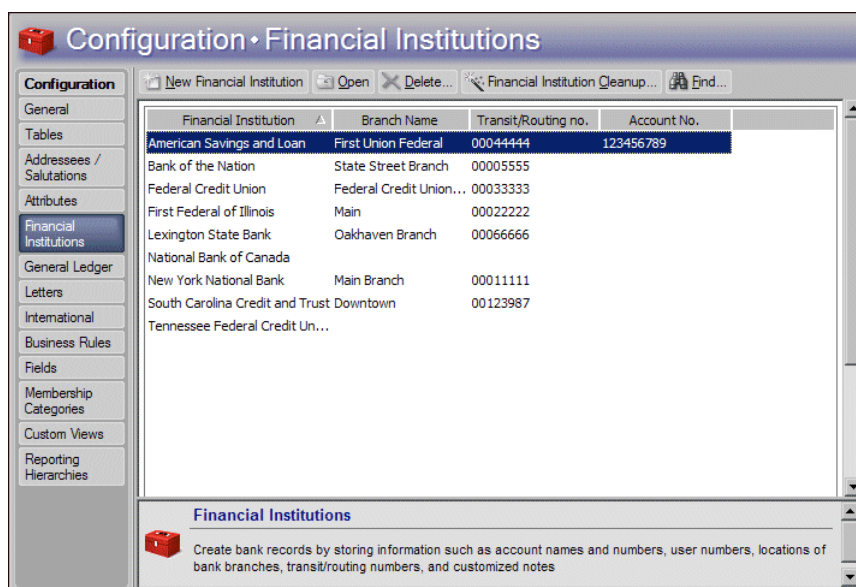 Configuration • Financial Institutions
Configuration
General
Tables
Addressees /
Salutations
Attributes
Financial
Institutions
General Ledger
Letters
International
Business Rules
Fields
Membership
Categories
Custom Views
Reporting
Hierarchies
New Financial Institution Open Delete... Financial Institution Cleanup... Find...
Financial Institution Branch Name Transit/Routing no. Account No.
American Savings and Loan First Union Federal 00044444 123456789
Bank of the Nation State Street Branch 00005555
Federal Credit Union Federal Credit Union... 00033333
First Federal of Illinois Main 00022222
Lexington State Bank Oakhaven Branch 00066666
National Bank of Canada
New York National Bank Main Branch 00011111
South Carolina Credit and Trust Downtown 00123987
Tennessee Federal Credit Un...
Financial Institutions
Create bank records by storing information such as account names and numbers, user numbers, locations of
bank branches, transit/routing numbers, and customized notes